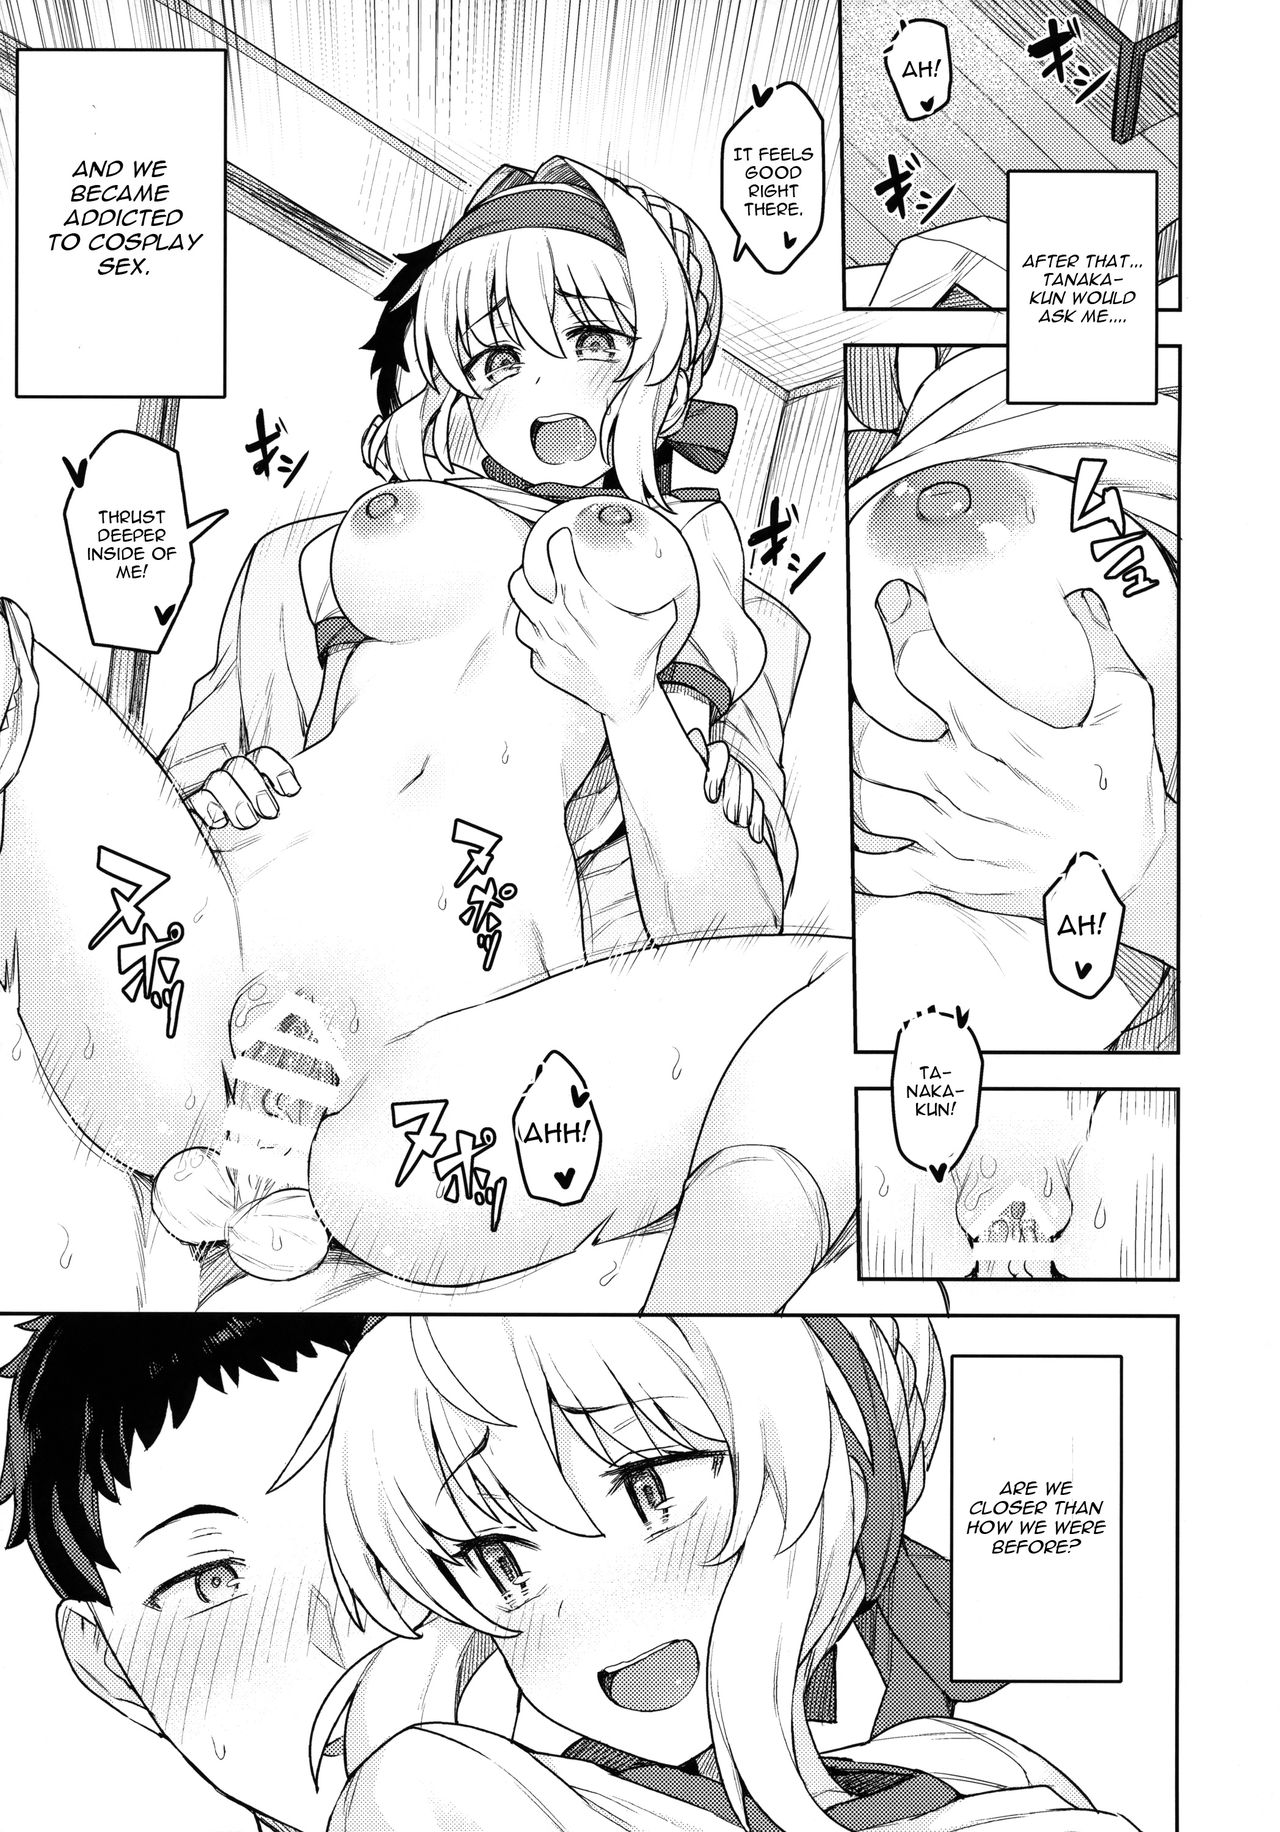 AH!
ギシ
ギシ
AFTER THAT...
TANAKA-
KUN WOULD
ASK ME....
ムギュ
AH!
TA-
NAKA-
KUN!
IT FEELS
GOOD
RIGHT
THERE.
AND WE
BECAME
ADDICTED
TO COSPLAY
SEX.
ギシ
ギシ
THRUST
DEEPER
INSIDE OF
ME!
ヌポッ
ヌポッ
ヌポッ
AHH!
ARE WE
CLOSER THAN
HOW WE WERE
BEFORE?